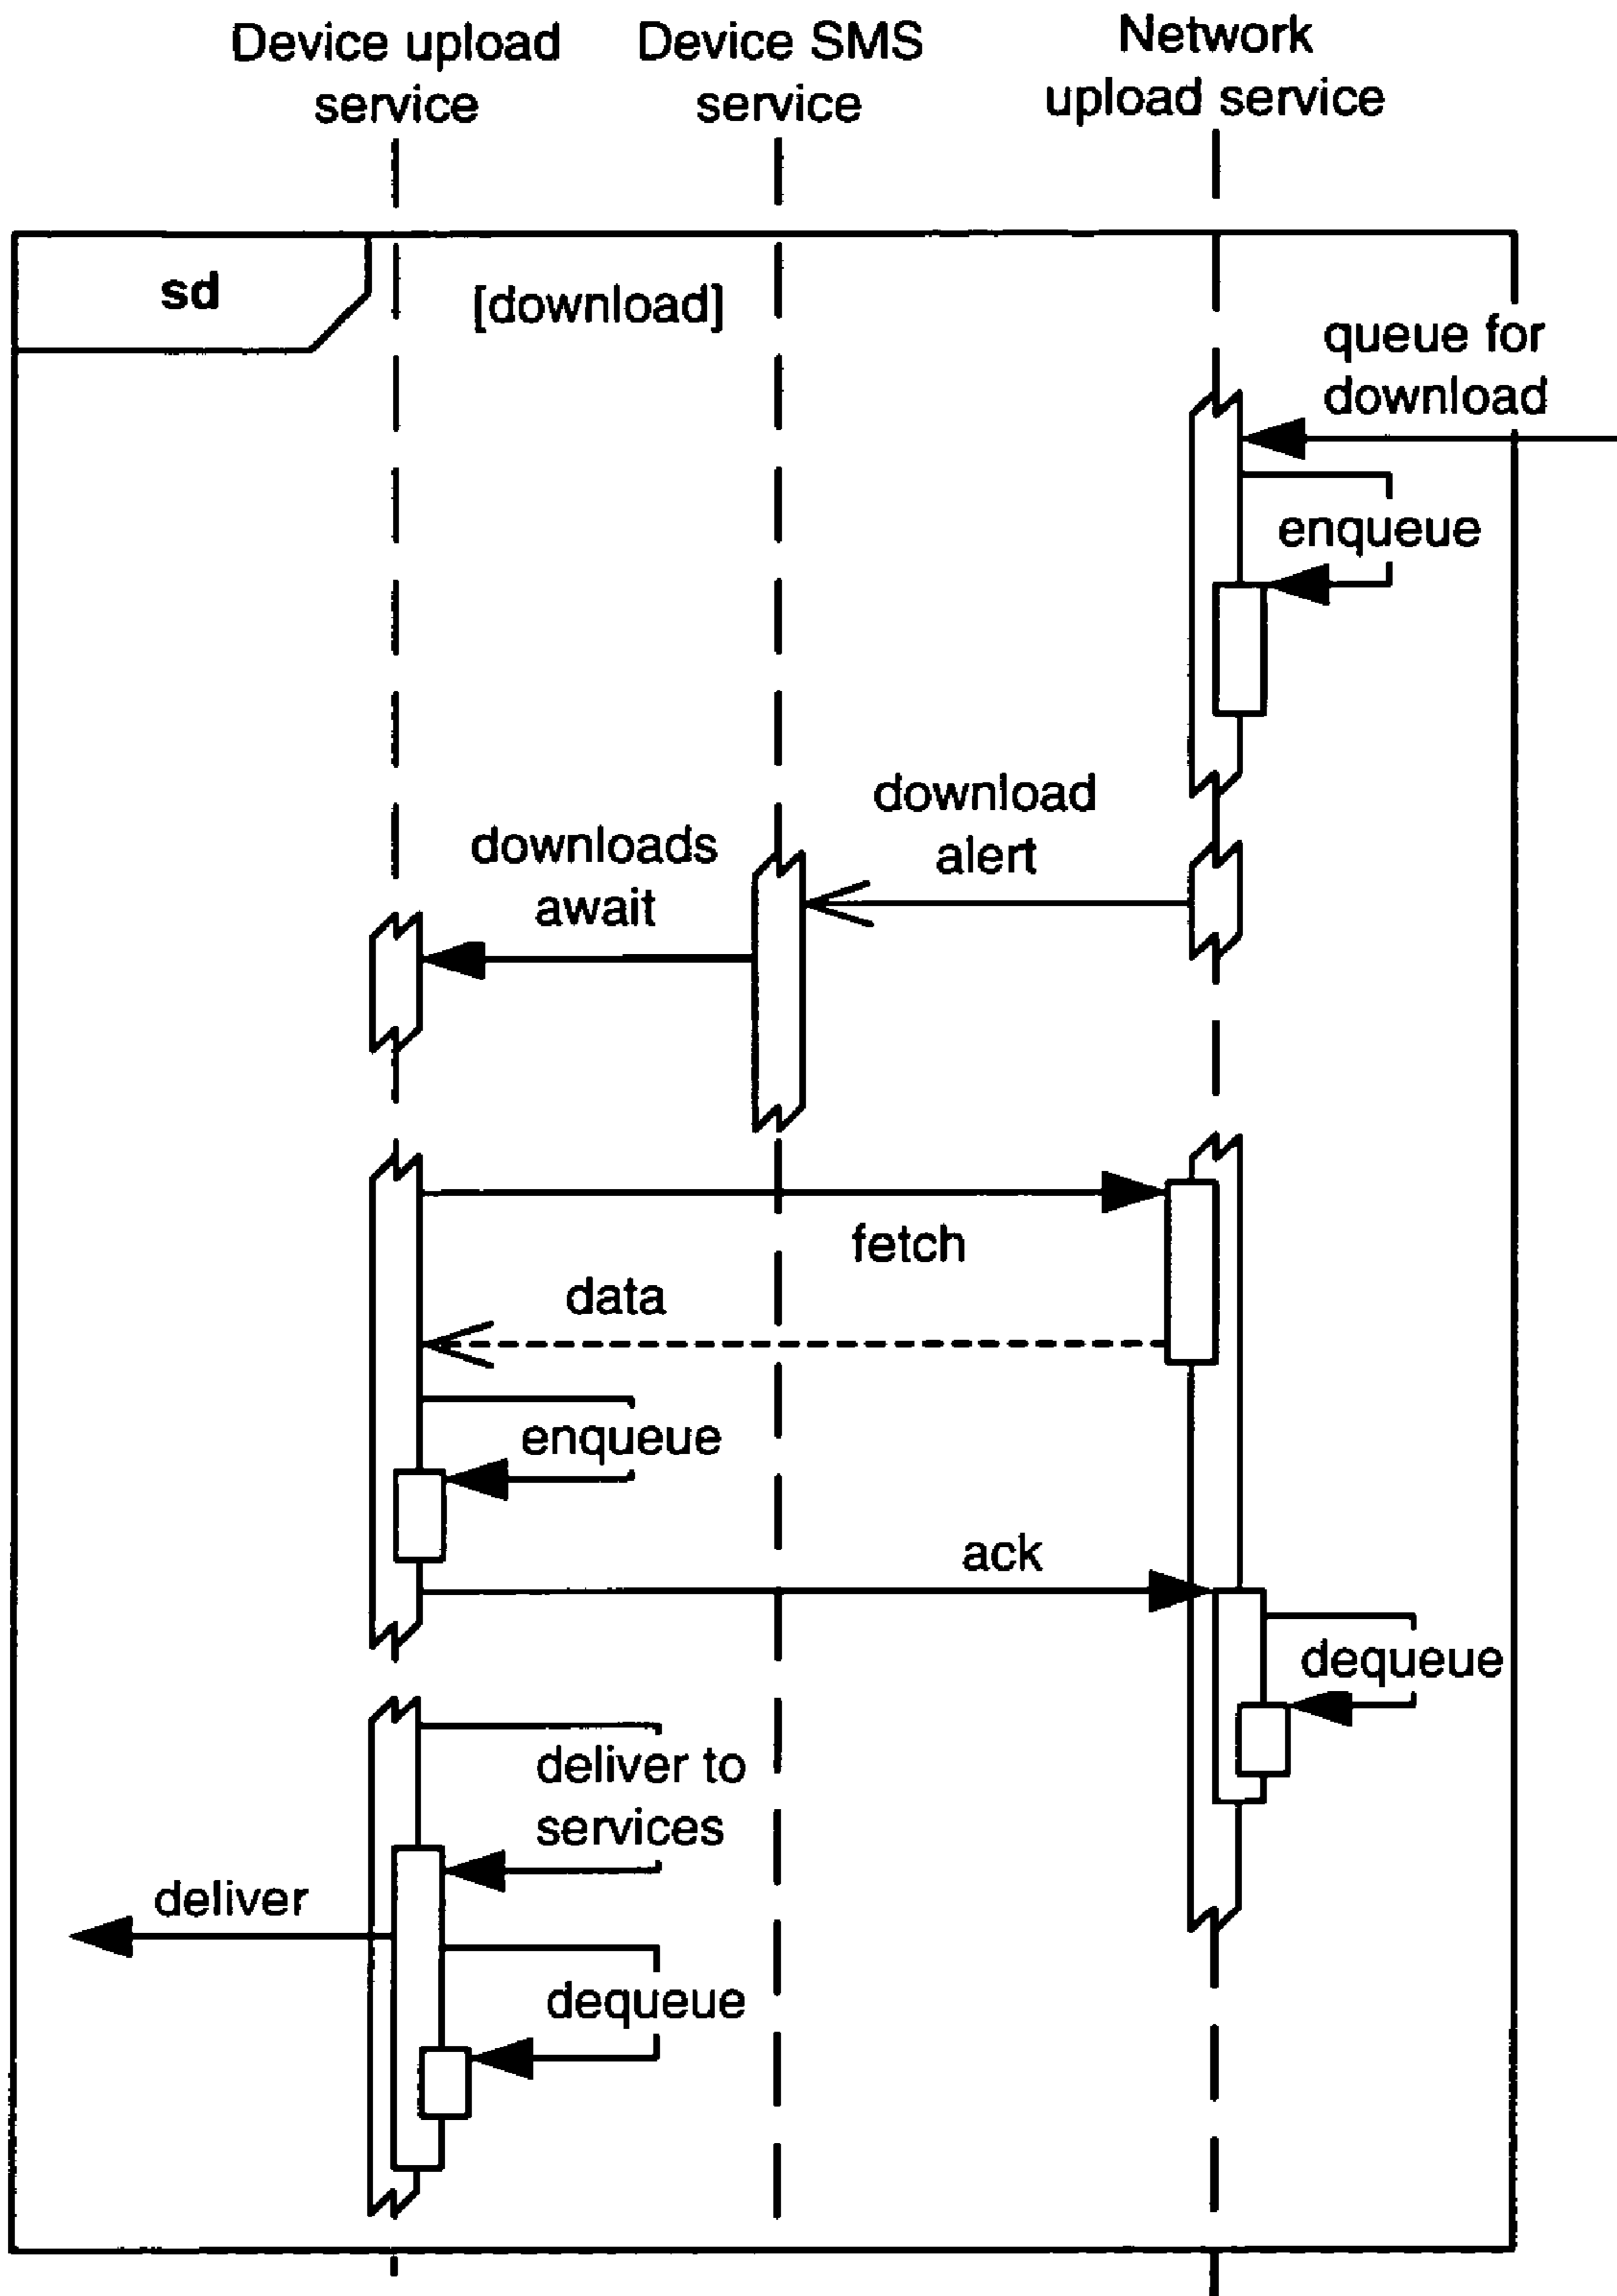 Device upload
service
Device SMS
service
Network
upload service
sd
[download]
queue for
download
enqueue
download
alert
downloads
await
fetch
data
enqueue
ack
dequeue
deliver to
services
deliver
dequeue